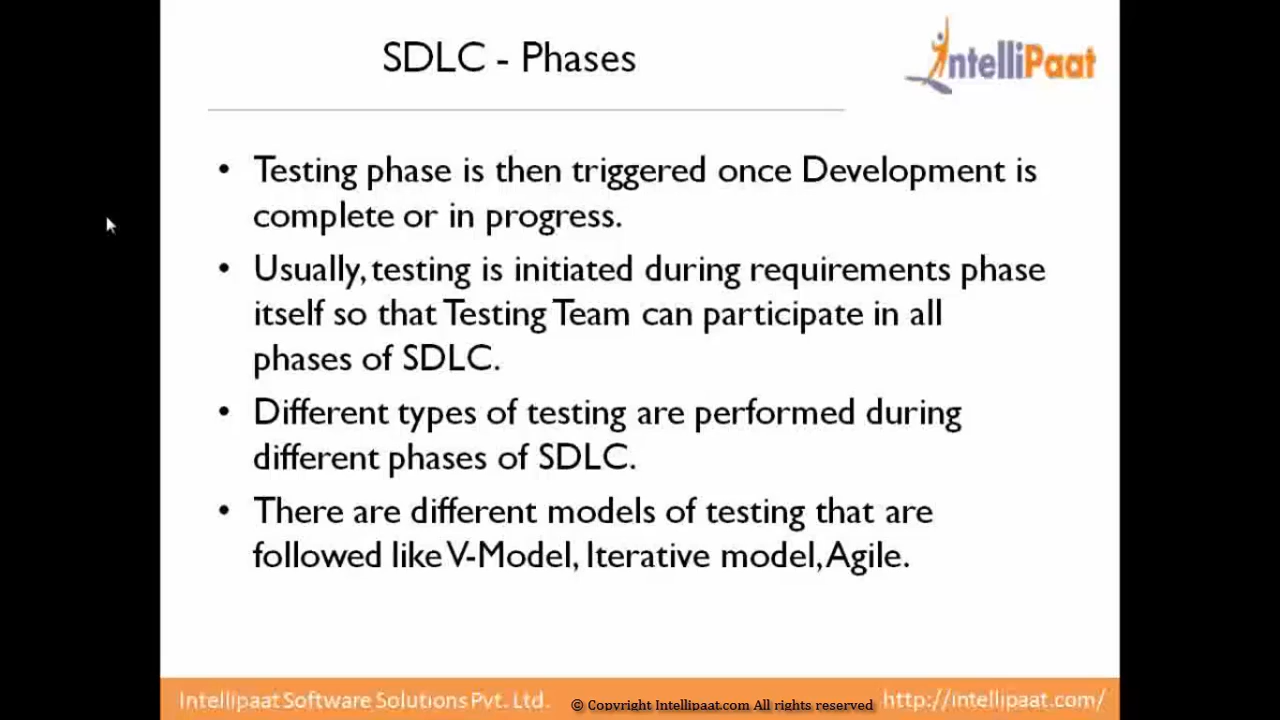 SDLC - Phases
IntelliPaat
• Testing phase is then triggered once Development is
complete or in progress.
• Usually, testing is initiated during requirements phase
itself so that Testing Team can participate in all
phases of SDLC.
• Different types of testing are performed during
different phases of SDLC.
• There are different models of testing that are
followed like V-Model, Iterative model, Agile.
Intellipaat Software Solutions Pvt. Ltd.
© Copyright Intellipaat.com All rights reserved
http://intellipaat.com/